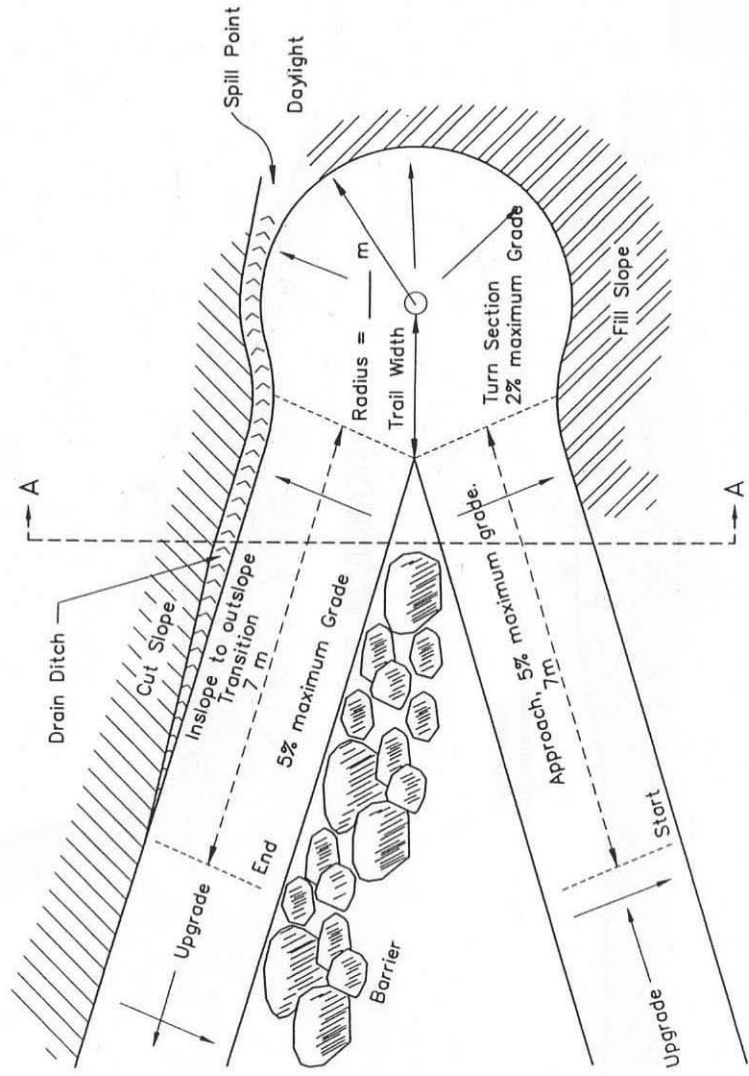 Spill Point
Daylight
A
Drain Ditch
Cut Slope
Inslope to outslope
Transition
7 m
5% maximum Grade
Radius = ____ m
Trail Width
Turn Section
2% maximum Grade
Fill Slope
Upgrade
End
Barrier
Approach, 5% maximum grade.
7m
Start
Upgrade
A